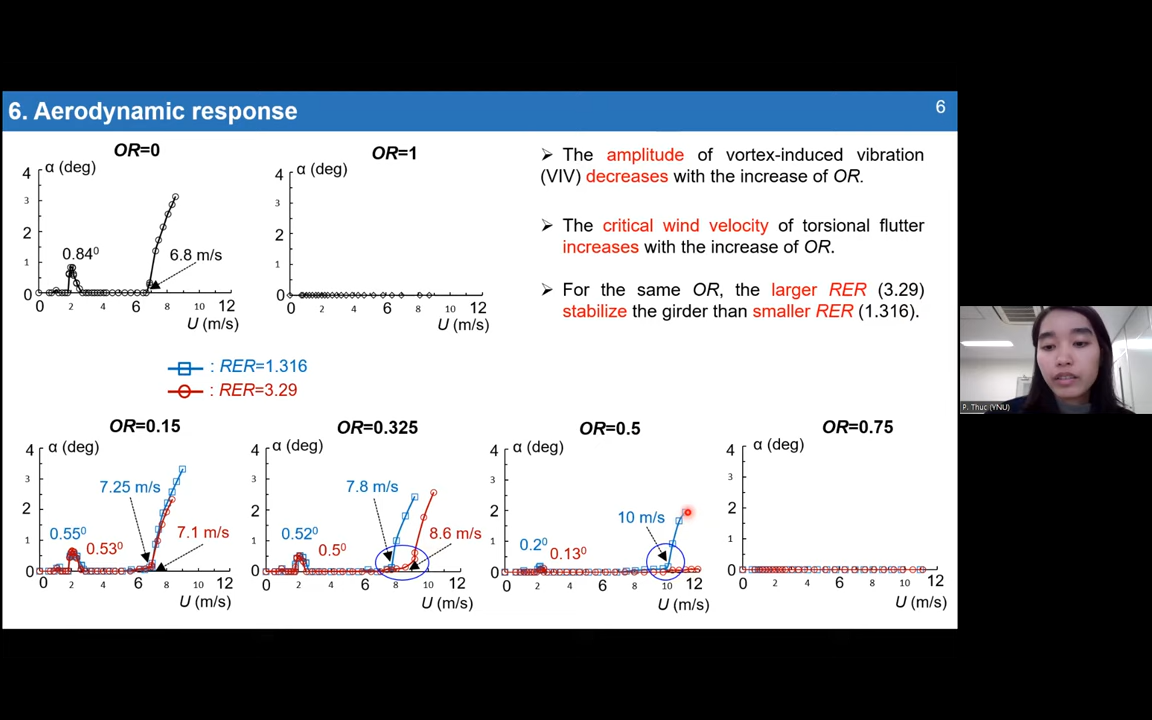 6. Aerodynamic response
6
OR=0
α (deg)
4
3
2
1
0
0.84⁰
6.8 m/s
0 2 4 6 8 10 12
U (m/s)
OR=1
α (deg)
4
3
2
1
0
0 2 4 6 8 10 12
U (m/s)
➢ The amplitude of vortex-induced vibration
(VIV) decreases with the increase of OR.
➢ The critical wind velocity of torsional flutter
increases with the increase of OR.
➢ For the same OR, the larger RER (3.29)
stabilize the girder than smaller RER (1.316).
: RER=1.316
: RER=3.29
P. Thuc (YNU)
OR=0.15
α (deg)
4
3
2
1
0
7.25 m/s
0.55⁰
0.53⁰
7.1 m/s
0 2 4 6 8 10 12
U (m/s)
OR=0.325
α (deg)
4
3
2
1
0
7.8 m/s
0.52⁰
0.5⁰
8.6 m/s
0 2 4 6 8 10 12
U (m/s)
OR=0.5
α (deg)
4
3
2
1
0
10 m/s
0.2⁰
0.13⁰
0 2 4 6 8 10 12
U (m/s)
OR=0.75
α (deg)
4
3
2
1
0
0 2 4 6 8 10 12
U (m/s)